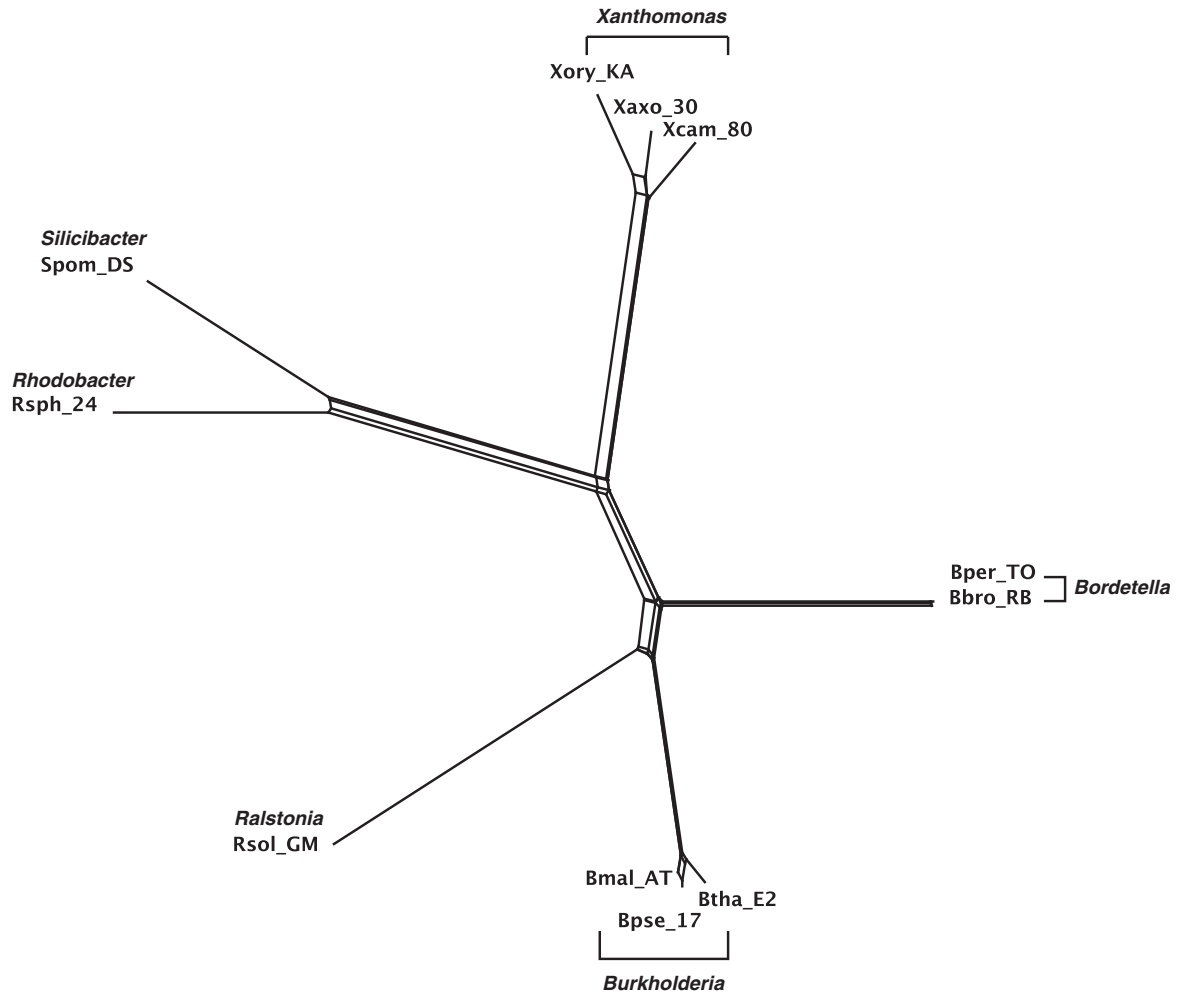 Xanthomonas
Xory_KA
Xaxo_30
Xcam_80
Silicibacter
Spom_DS
Rhodobacter
Rsph_24
Bper_TO
Bbro_RB
Bordetella
Ralstonia
Rsol_GM
Bmal_AT
Btha_E2
Bpse_17
Burkholderia